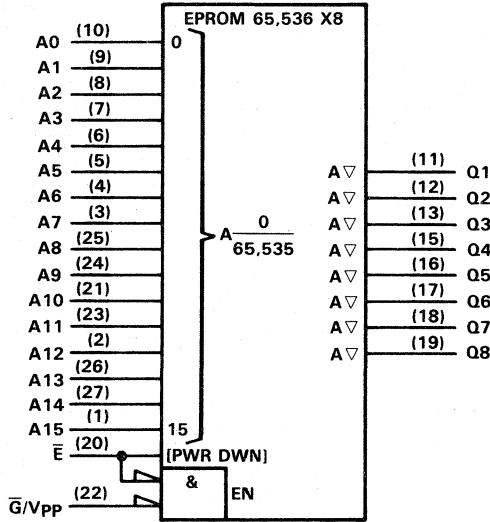 EPROM 65,536 X8
A0 (10) 0
A1 (9)
A2 (8)
A3 (7)
A4 (6)
A5 (5)
A6 (4)
A7 (3)
A8 (25)
A9 (24)
A10 (21)
A11 (23)
A12 (2)
A13 (26)
A14 (27)
A15 (1) 15
A 0
65,535
A▽ (11) Q1
A▽ (12) Q2
A▽ (13) Q3
A▽ (15) Q4
A▽ (16) Q5
A▽ (17) Q6
A▽ (18) Q7
A▽ (19) Q8
E̅ (20) [PWR DWN]
& EN
G̅/VPP (22)